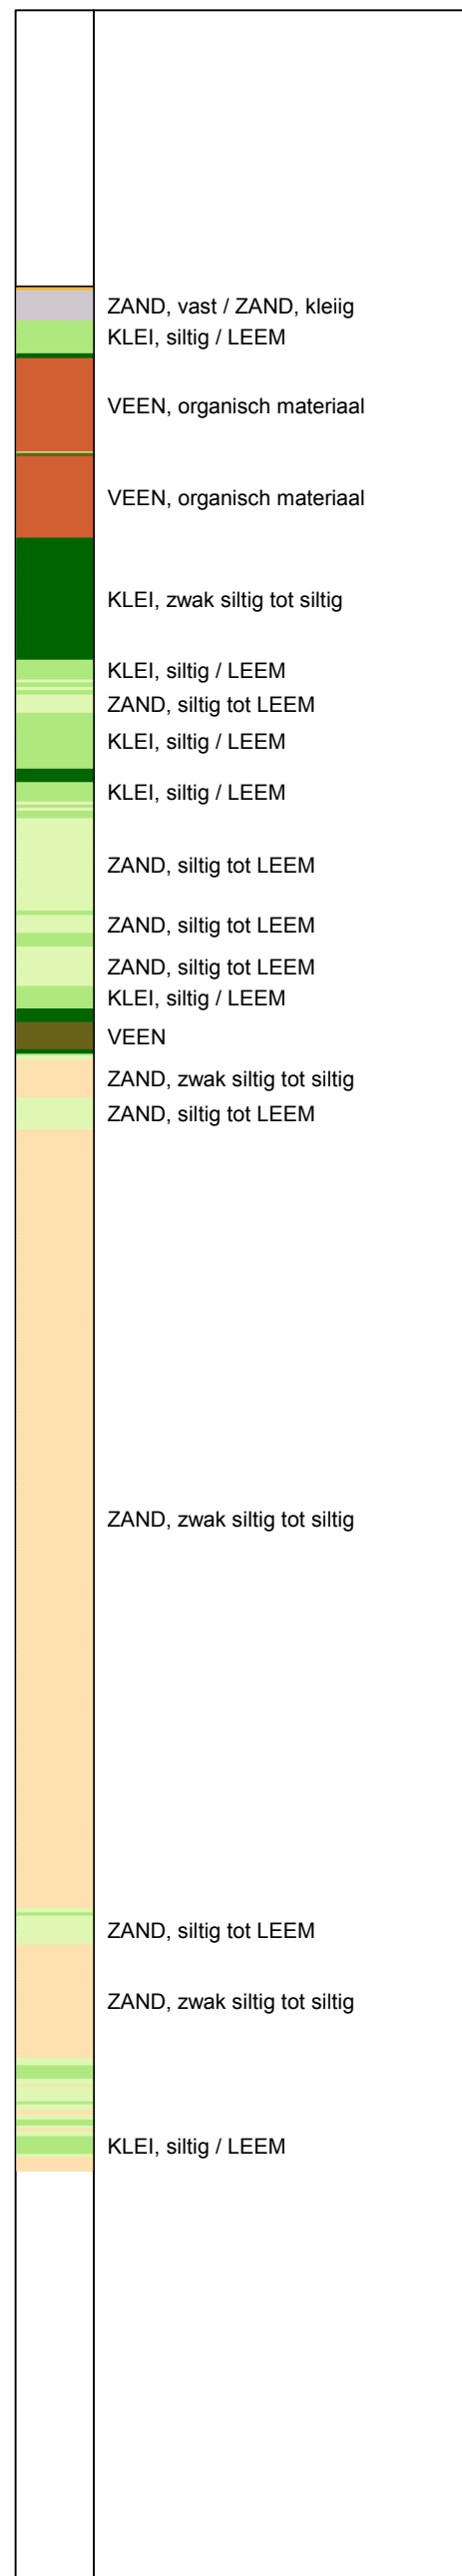 ZAND, vast / ZAND, kleiig
KLEI, siltig / LEEM
VEEN, organisch materiaal
VEEN, organisch materiaal
KLEI, zwak siltig tot siltig
KLEI, siltig / LEEM
ZAND, siltig tot LEEM
KLEI, siltig / LEEM
KLEI, siltig / LEEM
ZAND, siltig tot LEEM
ZAND, siltig tot LEEM
ZAND, siltig tot LEEM
KLEI, siltig / LEEM
VEEN
ZAND, zwak siltig tot siltig
ZAND, siltig tot LEEM
ZAND, zwak siltig tot siltig
ZAND, siltig tot LEEM
ZAND, zwak siltig tot siltig
KLEI, siltig / LEEM